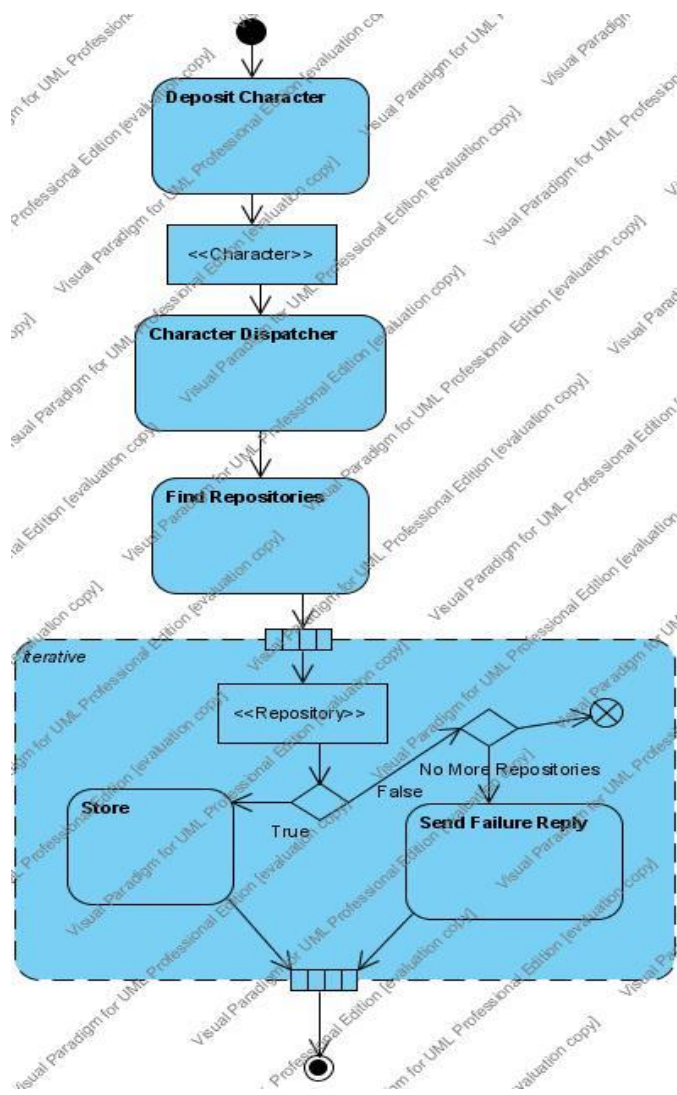 Deposit Character
<<Character>>
Character Dispatcher
Find Repositories
iterative
<<Repository>>
No More Repositories
False
Store
True
Send Failure Reply
Visual Paradigm for UML Professional Edition [evaluation copy]